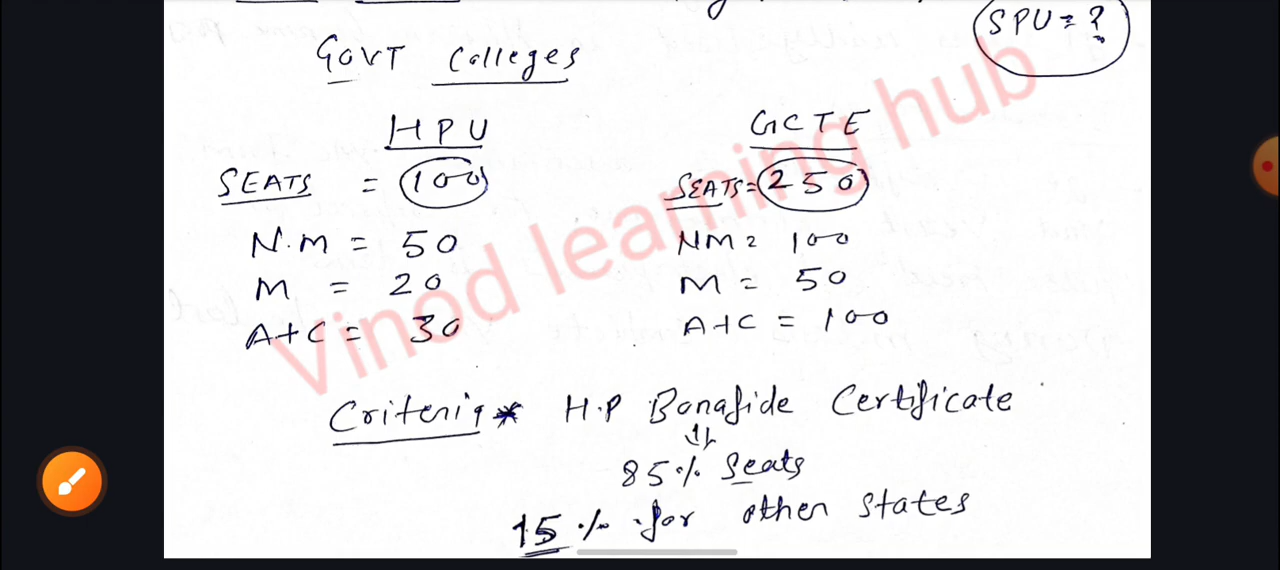 SPU = ?
GOVT Colleges
HPU
SEATS = 100
N.M = 50
M = 20
A+C = 30
GCTE
SEATS = 250
NM = 100
M = 50
A+C = 100
Criteria * H.P Bonafide Certificate
85% Seats
15% for other states
Vinod learning hub